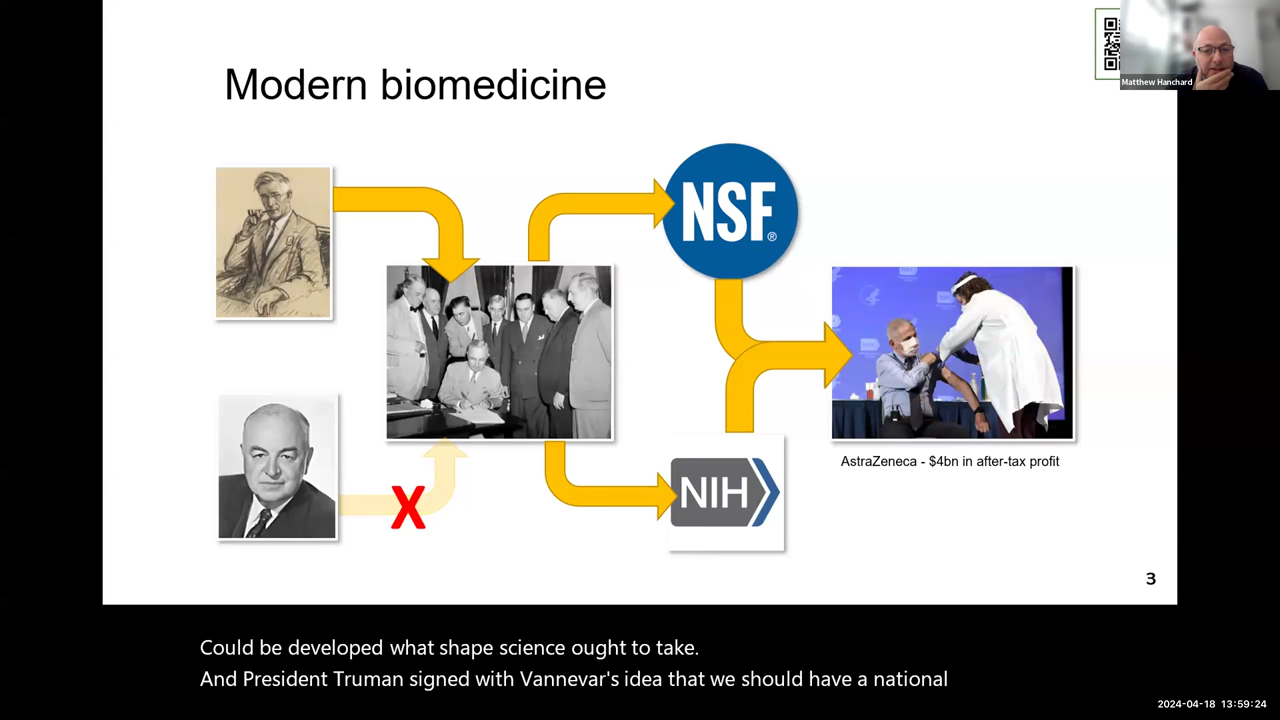 Modern biomedicine
Matthew Hanchard
NSF®
NIH
AstraZeneca - $4bn in after-tax profit
X
3
Could be developed what shape science ought to take.
And President Truman signed with Vannevar's idea that we should have a national
2024-04-18 13:59:24